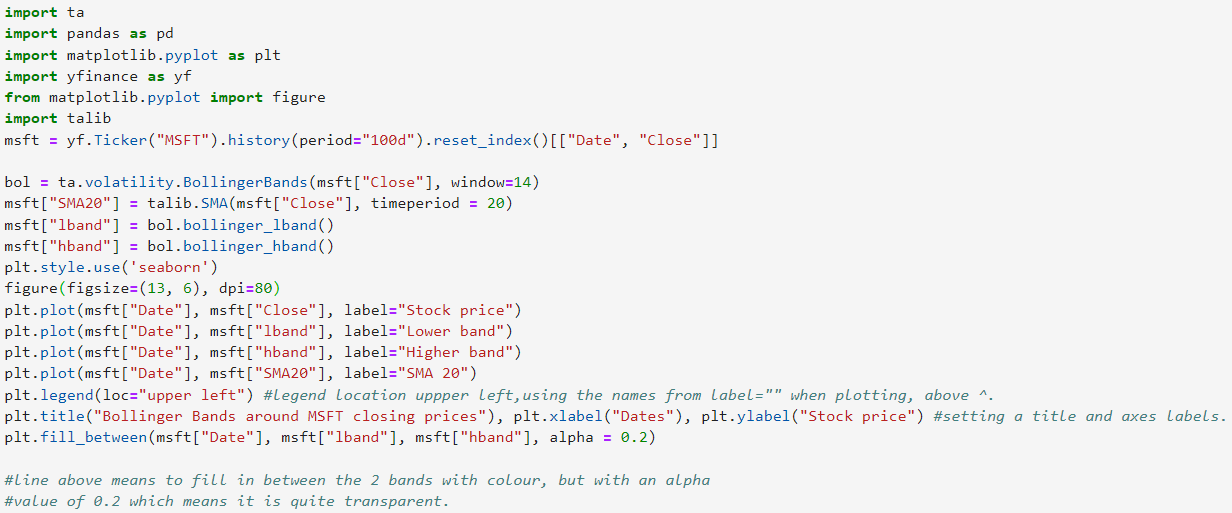 import ta
import pandas as pd
import matplotlib.pyplot as plt
import yfinance as yf
from matplotlib.pyplot import figure
import talib
msft = yf.Ticker("MSFT").history(period="100d").reset_index()[["Date", "Close"]]
bol = ta.volatility.BollingerBands(msft["Close"], window=14)
msft["SMA20"] = talib.SMA(msft["Close"], timeperiod = 20)
msft["lband"] = bol.bollinger_lband()
msft["hband"] = bol.bollinger_hband()
plt.style.use('seaborn')
figure(figsize=(13, 6), dpi=80)
plt.plot(msft["Date"], msft["Close"], label="Stock price")
plt.plot(msft["Date"], msft["lband"], label="Lower band")
plt.plot(msft["Date"], msft["hband"], label="Higher band")
plt.plot(msft["Date"], msft["SMA20"], label="SMA 20")
plt.legend(loc="upper left") #legend location uppper left,using the names from label="" when plotting, above ^.
plt.title("Bollinger Bands around MSFT closing prices"), plt.xlabel("Dates"), plt.ylabel("Stock price") #setting a title and axes labels.
plt.fill_between(msft["Date"], msft["lband"], msft["hband"], alpha = 0.2)
#line above means to fill in between the 2 bands with colour, but with an alpha
#value of 0.2 which means it is quite transparent.